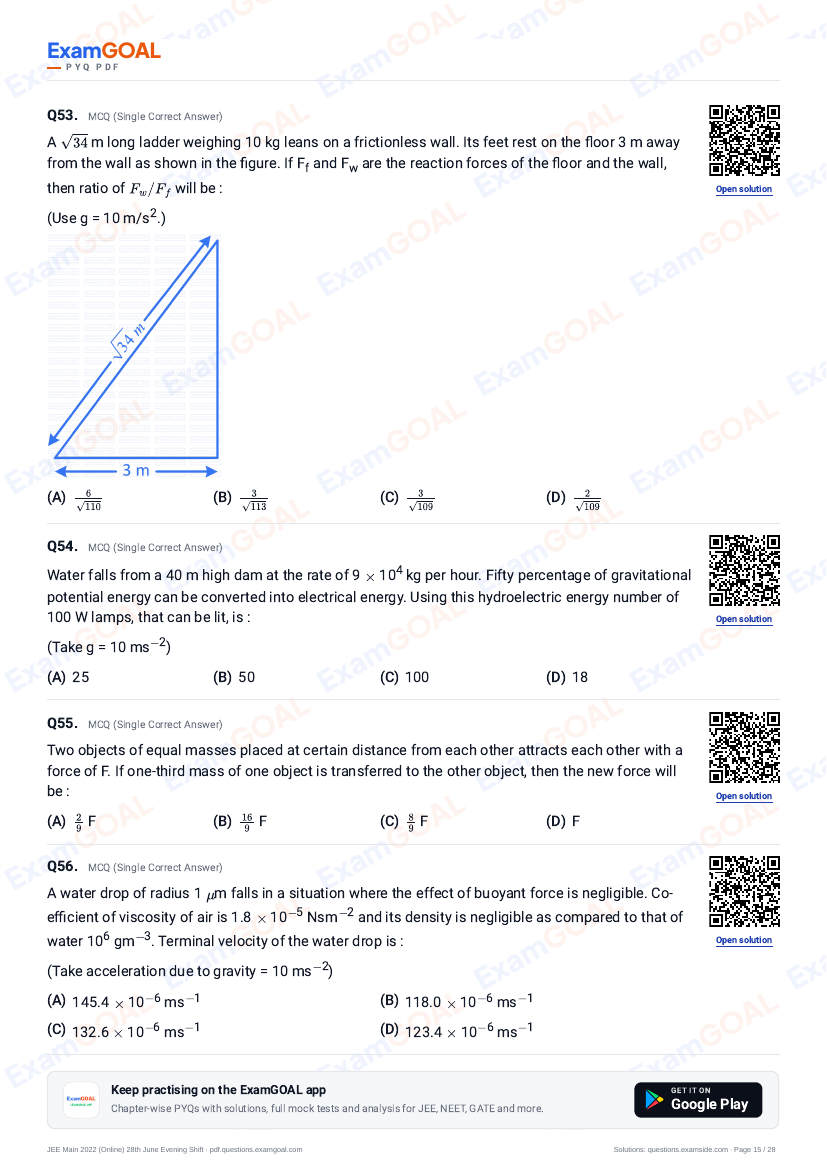 ExamGOAL
PYQ PDF
Q53. MCQ (Single Correct Answer)
A √34 m long ladder weighing 10 kg leans on a frictionless wall. Its feet rest on the floor 3 m away
from the wall as shown in the figure. If F_f and F_w are the reaction forces of the floor and the wall,
then ratio of F_w/F_f will be :
(Use g = 10 m/s².)
Open solution
√34 m
3 m
(A) 6/√110 (B) 3/√113 (C) 3/√109 (D) 2/√109
Q54. MCQ (Single Correct Answer)
Water falls from a 40 m high dam at the rate of 9 × 10⁴ kg per hour. Fifty percentage of gravitational
potential energy can be converted into electrical energy. Using this hydroelectric energy number of
100 W lamps, that can be lit, is :
(Take g = 10 ms⁻²)
Open solution
(A) 25 (B) 50 (C) 100 (D) 18
Q55. MCQ (Single Correct Answer)
Two objects of equal masses placed at certain distance from each other attracts each other with a
force of F. If one-third mass of one object is transferred to the other object, then the new force will
be :
Open solution
(A) 2/9 F (B) 16/9 F (C) 8/9 F (D) F
Q56. MCQ (Single Correct Answer)
A water drop of radius 1 μm falls in a situation where the effect of buoyant force is negligible. Co-
efficient of viscosity of air is 1.8 × 10⁻⁵ Nsm⁻² and its density is negligible as compared to that of
water 10⁶ gm⁻³. Terminal velocity of the water drop is :
(Take acceleration due to gravity = 10 ms⁻²)
Open solution
(A) 145.4 × 10⁻⁶ ms⁻¹ (B) 118.0 × 10⁻⁶ ms⁻¹
(C) 132.6 × 10⁻⁶ ms⁻¹ (D) 123.4 × 10⁻⁶ ms⁻¹
ExamGOAL
Keep practising on the ExamGOAL app
Chapter-wise PYQs with solutions, full mock tests and analysis for JEE, NEET, GATE and more.
GET IT ON
Google Play
JEE Main 2022 (Online) 28th June Evening Shift · pdf.questions.examgoal.com
Solutions: questions.examside.com · Page 15 / 28